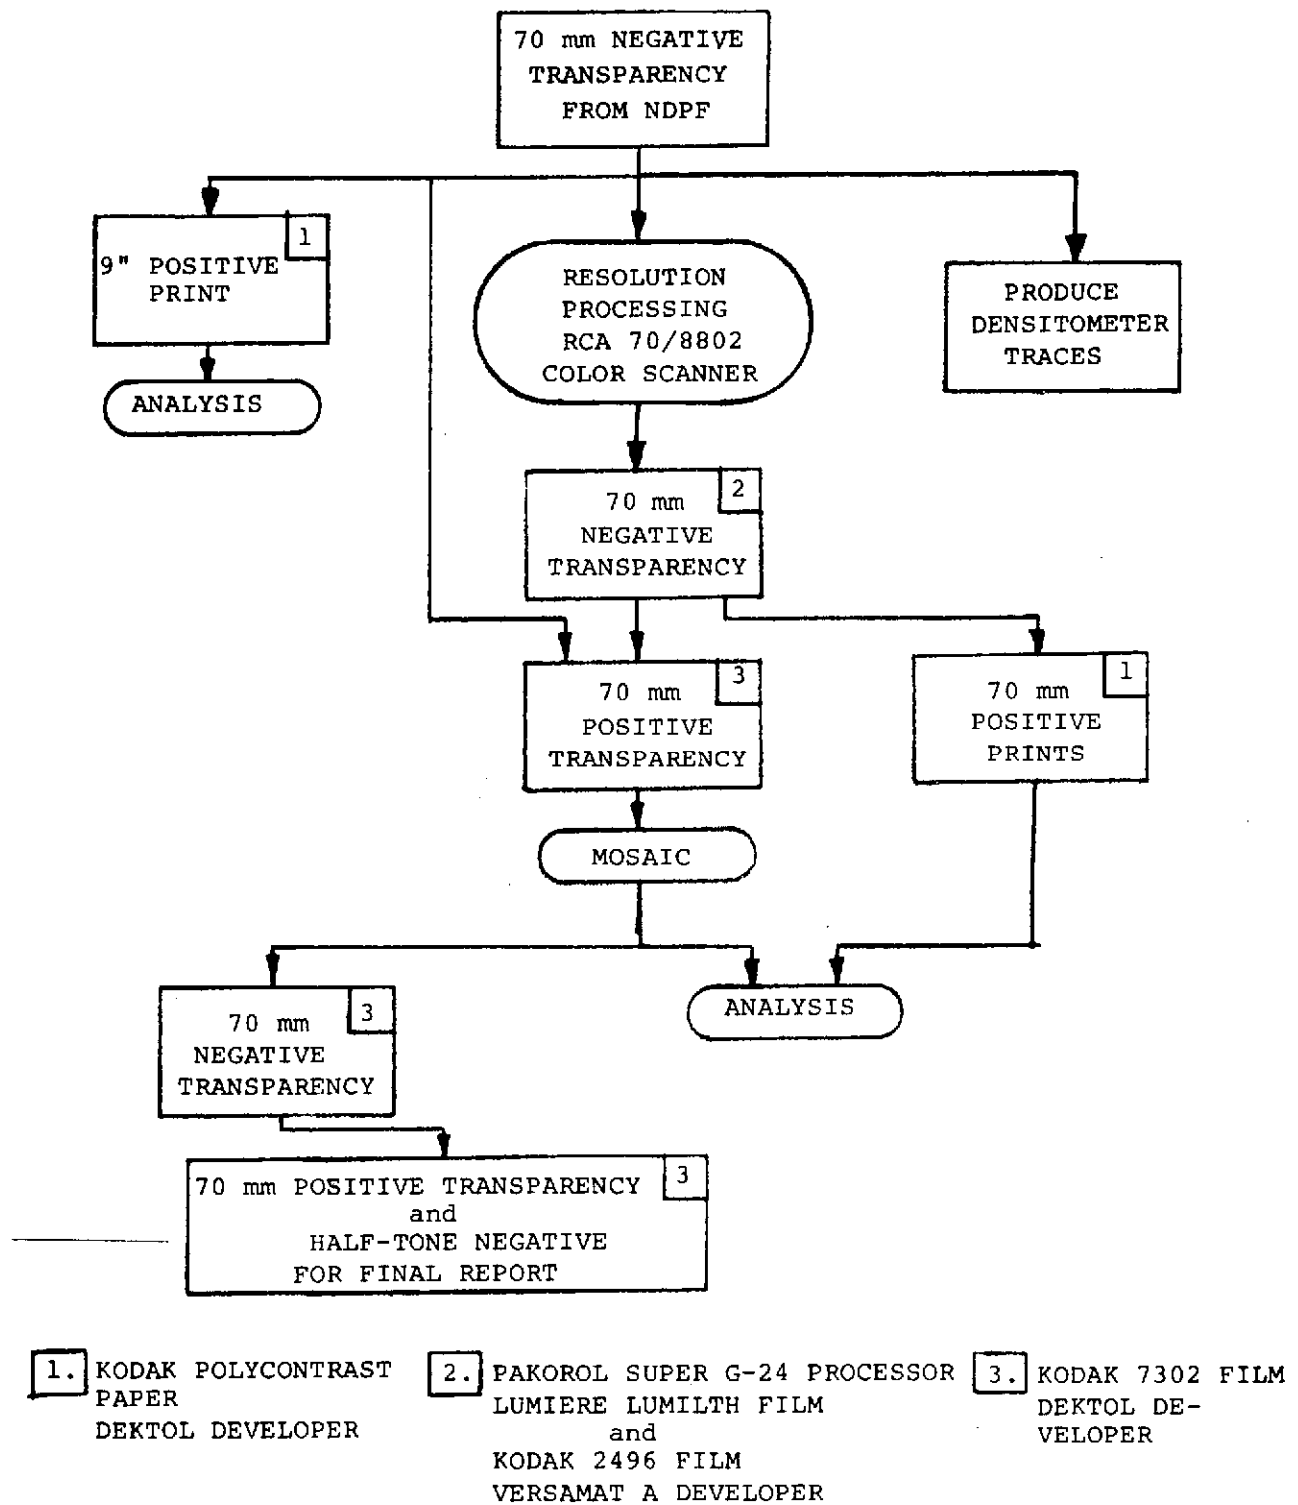 70 mm NEGATIVE
TRANSPARENCY
FROM NDPF
1
9" POSITIVE
PRINT
ANALYSIS
RESOLUTION
PROCESSING
RCA 70/8802
COLOR SCANNER
PRODUCE
DENSITOMETER
TRACES
2
70 mm
NEGATIVE
TRANSPARENCY
3
70 mm
POSITIVE
TRANSPARENCY
1
70 mm
POSITIVE
PRINTS
MOSAIC
3
70 mm
NEGATIVE
TRANSPARENCY
ANALYSIS
3
70 mm POSITIVE TRANSPARENCY
and
HALF-TONE NEGATIVE
FOR FINAL REPORT
1. KODAK POLYCONTRAST
PAPER
DEKTOL DEVELOPER
2. PAKOROL SUPER G-24 PROCESSOR
LUMIERE LUMILTH FILM
and
KODAK 2496 FILM
VERSAMAT A DEVELOPER
3. KODAK 7302 FILM
DEKTOL DE-
VELOPER